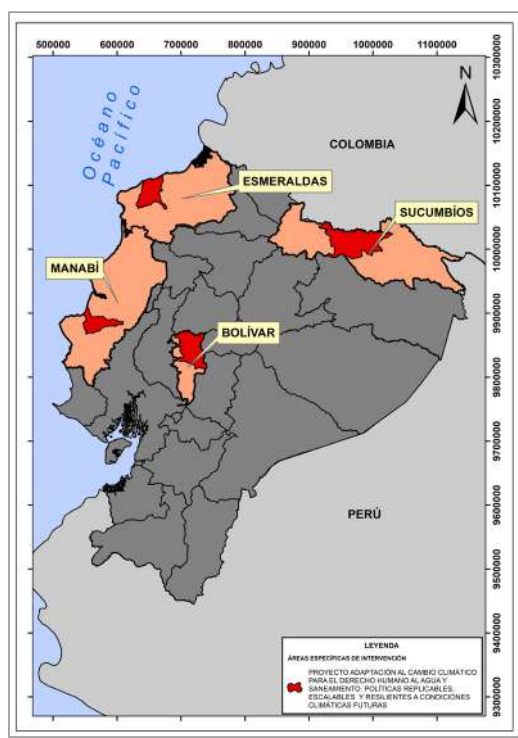 500000 600000 700000 800000 900000 1000000 1100000
N
Océano
Pacífico
COLOMBIA
ESMERALDAS
SUCUMBÍOS
MANABÍ
BOLÍVAR
PERÚ
10300000
10200000
10100000
10000000
9900000
9800000
9700000
9600000
9500000
9400000
9300000
LEYENDA
ÁREAS ESPECÍFICAS DE INTERVENCIÓN
PROYECTO ADAPTACIÓN AL CAMBIO CLIMÁTICO
PARA EL DERECHO HUMANO AL AGUA Y
SANEAMIENTO: POLÍTICAS REPLICABLES,
ESCALABLES Y RESILIENTES A CONDICIONES
CLIMÁTICAS FUTURAS